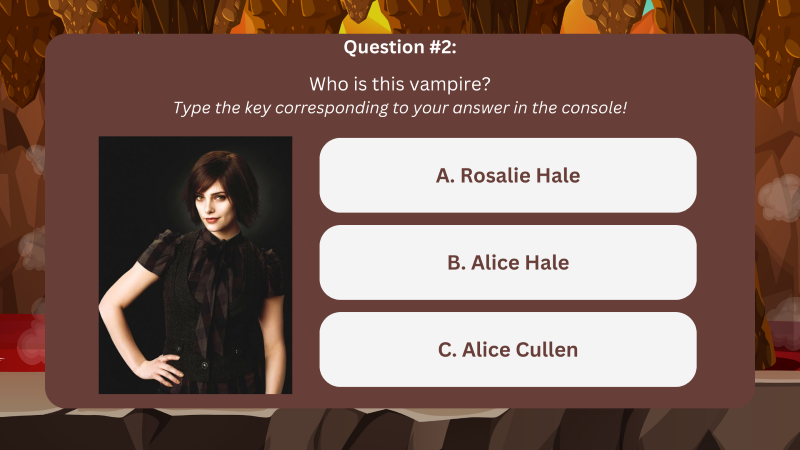 Question #2:
Who is this vampire?
Type the key corresponding to your answer in the console!
A. Rosalie Hale
B. Alice Hale
C. Alice Cullen